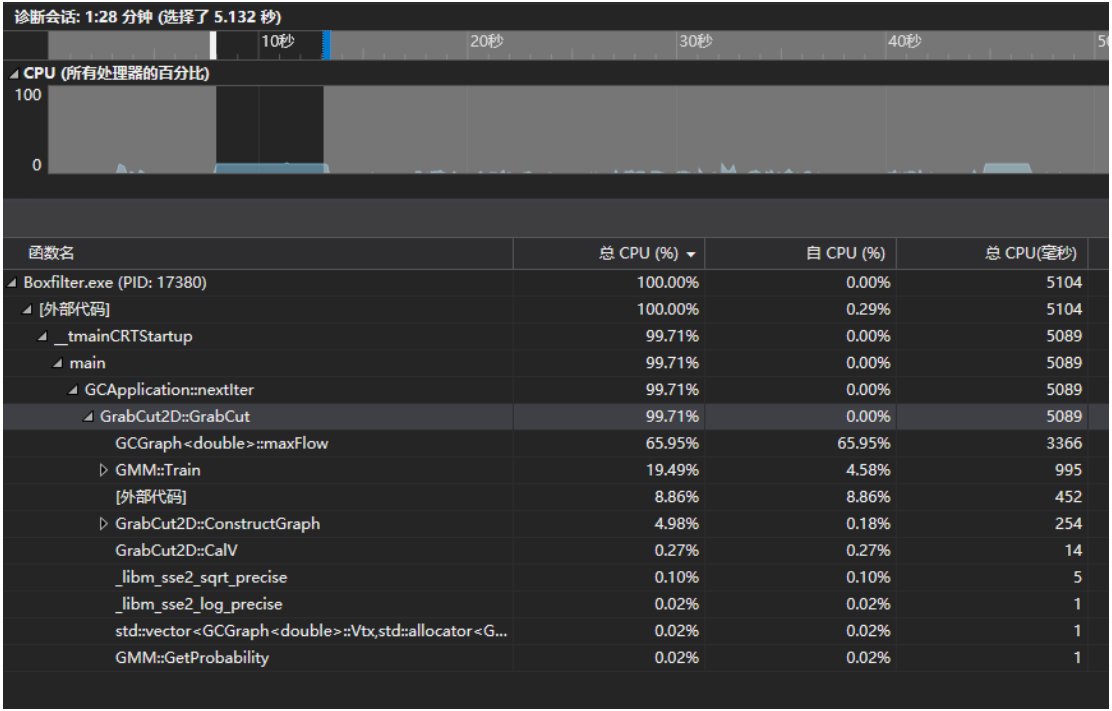 诊断会话: 1:28 分钟 (选择了 5.132 秒)
10秒 20秒 30秒 40秒 5
CPU (所有处理器的百分比)
100
0
函数名 总 CPU (%) 自 CPU (%) 总 CPU(毫秒)
Boxfilter.exe (PID: 17380) 100.00% 0.00% 5104
[外部代码] 100.00% 0.29% 5104
__tmainCRTStartup 99.71% 0.00% 5089
main 99.71% 0.00% 5089
GCApplication::nextIter 99.71% 0.00% 5089
GrabCut2D::GrabCut 99.71% 0.00% 5089
GCGraph<double>::maxFlow 65.95% 65.95% 3366
GMM::Train 19.49% 4.58% 995
[外部代码] 8.86% 8.86% 452
GrabCut2D::ConstructGraph 4.98% 0.18% 254
GrabCut2D::CalV 0.27% 0.27% 14
_libm_sse2_sqrt_precise 0.10% 0.10% 5
_libm_sse2_log_precise 0.02% 0.02% 1
std::vector<GCGraph<double>::Vtx,std::allocator<G... 0.02% 0.02% 1
GMM::GetProbability 0.02% 0.02% 1